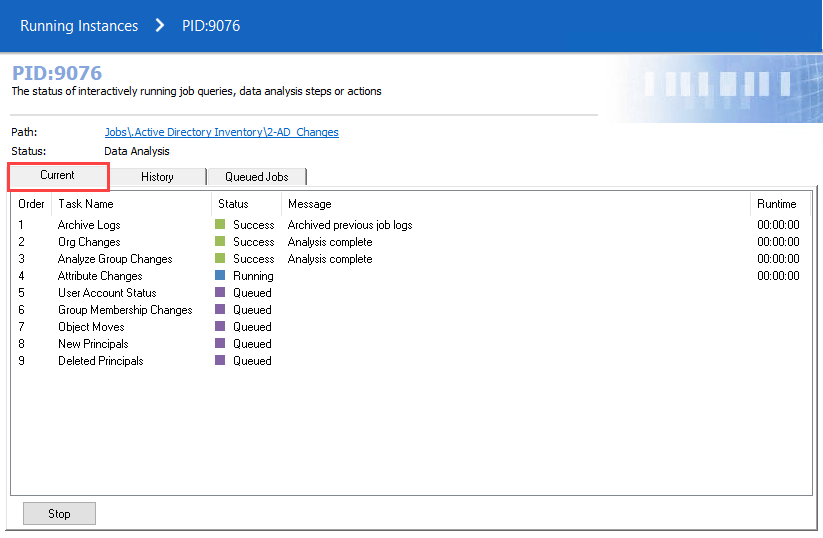 Running Instances > PID:9076
PID:9076
The status of interactively running job queries, data analysis steps or actions
Path: Jobs\.Active Directory Inventory\2-AD_Changes
Status: Data Analysis
Current History Queued Jobs
Order Task Name Status Message Runtime
1 Archive Logs Success Archived previous job logs 00:00:00
2 Org Changes Success Analysis complete 00:00:00
3 Analyze Group Changes Success Analysis complete 00:00:00
4 Attribute Changes Running 00:00:00
5 User Account Status Queued
6 Group Membership Changes Queued
7 Object Moves Queued
8 New Principals Queued
9 Deleted Principals Queued
Stop